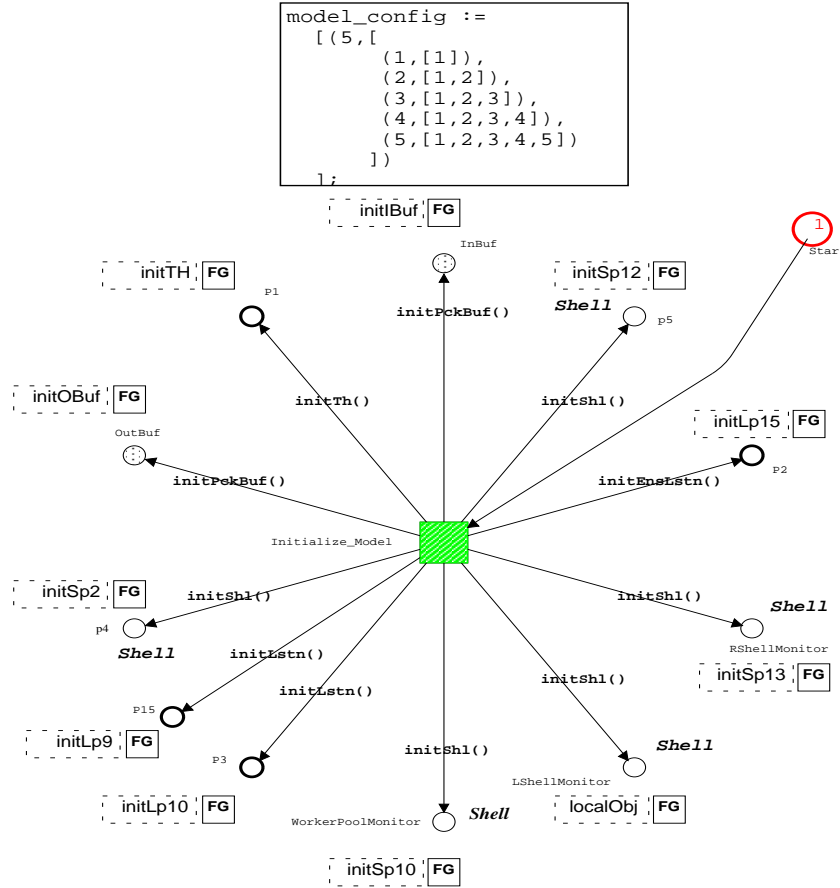 model_config :=
[(5,[
(1,[1]),
(2,[1,2]),
(3,[1,2,3]),
(4,[1,2,3,4]),
(5,[1,2,3,4,5])
])
];
initIBuf FG
InBuf
1
Star
initTH FG
P1
initSp12 FG
Shell
p5
initPckBuf()
initTh()
initShl()
initOBuf FG
OutBuf
initLp15 FG
P2
initPckBuf()
initEnsLstn()
Initialize_Model
initSp2 FG
p4
Shell
initShl()
initShl()
Shell
RShellMonitor
initSp13 FG
initLstn()
initLstn()
initShl()
P15
initLp9 FG
P3
initLp10 FG
initShl()
Shell
LShellMonitor
localObj FG
WorkerPoolMonitor
Shell
initSp10 FG